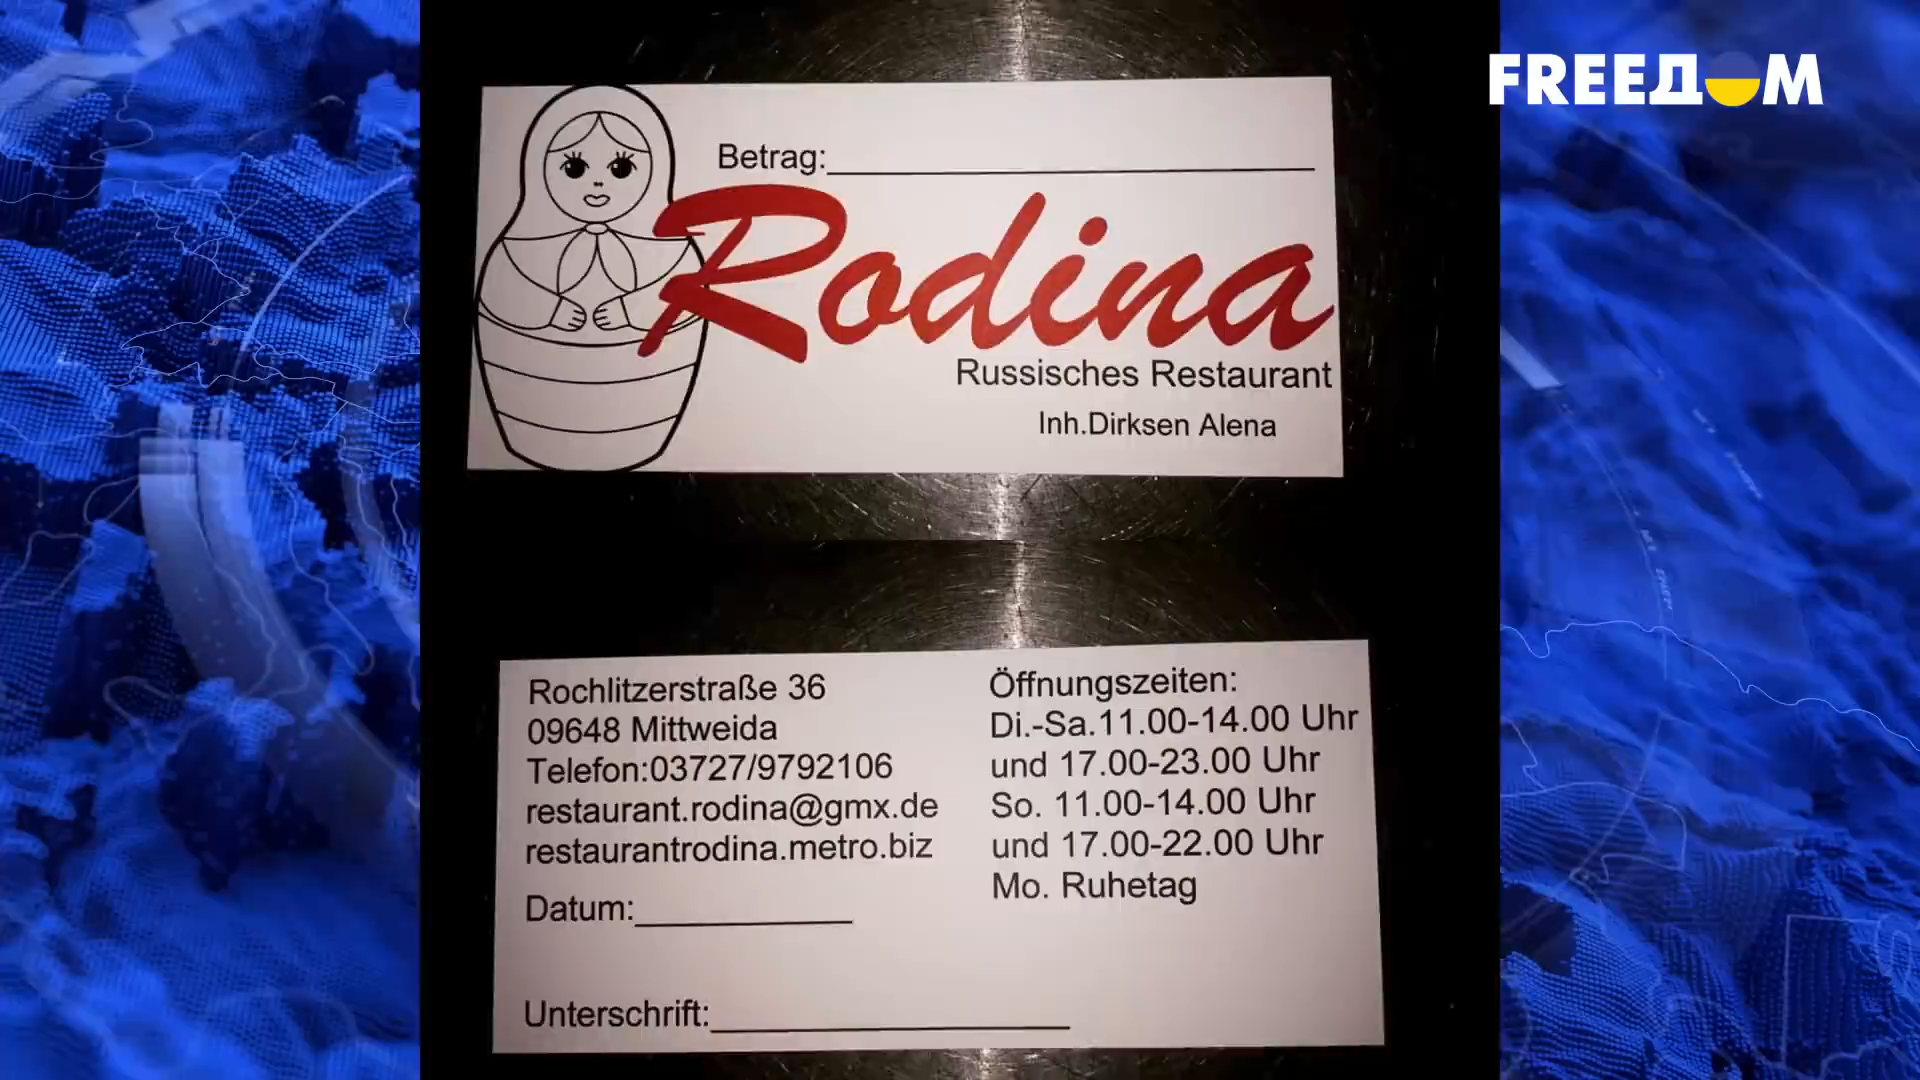 FREEДOM
Betrag:
Rodina
Russisches Restaurant
Inh.Dirksen Alena
Rochlitzerstraße 36
09648 Mittweida
Telefon:03727/9792106
restaurant.rodina@gmx.de
restaurantrodina.metro.biz
Datum:
Unterschrift:
Öffnungszeiten:
Di.-Sa.11.00-14.00 Uhr
und 17.00-23.00 Uhr
So. 11.00-14.00 Uhr
und 17.00-22.00 Uhr
Mo. Ruhetag